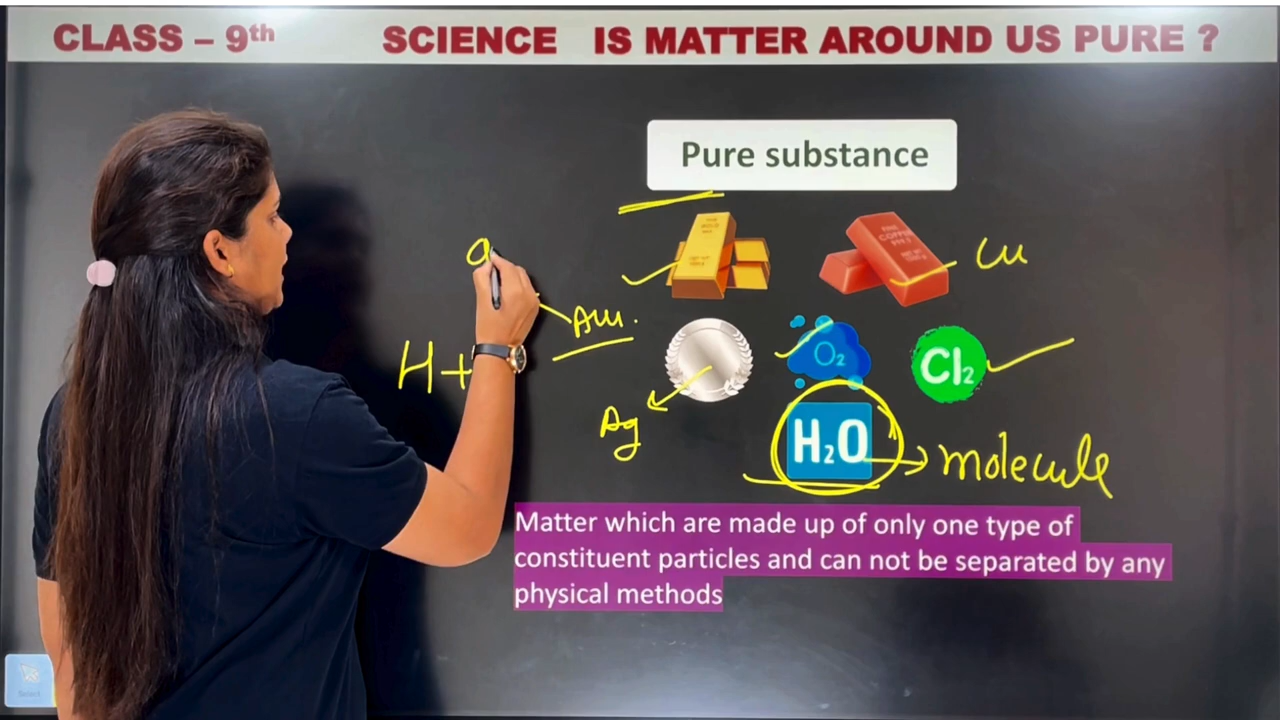 CLASS – 9th SCIENCE IS MATTER AROUND US PURE ?
Pure substance
Cu
Au.
O₂
Cl₂
H+
Ag
H₂O
molecule
Matter which are made up of only one type of
constituent particles and can not be separated by any
physical methods
Select